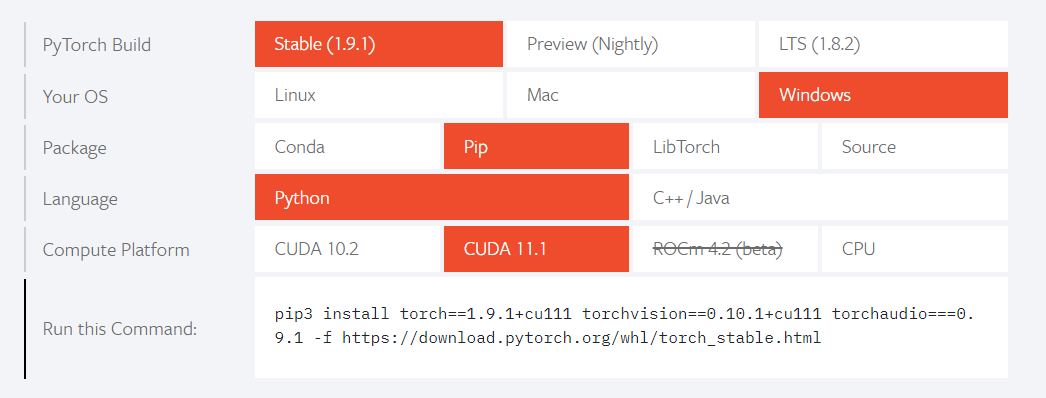 PyTorch Build Stable (1.9.1) Preview (Nightly) LTS (1.8.2)
Your OS Linux Mac Windows
Package Conda Pip LibTorch Source
Language Python C++ / Java
Compute Platform CUDA 10.2 CUDA 11.1 ROCm 4.2 (beta) CPU
Run this Command: pip3 install torch==1.9.1+cu111 torchvision==0.10.1+cu111 torchaudio===0.
9.1 -f https://download.pytorch.org/whl/torch_stable.html